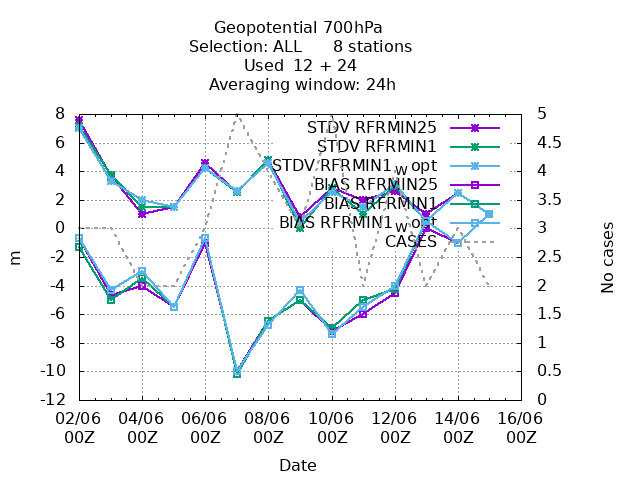 Geopotential 700hPa
Selection: ALL 8 stations
Used 12 + 24
Averaging window: 24h
8 5
STDV RFRMIN25
6 4.5
STDV RFRMIN1
4 4
STDV RFRMIN1w opt
BIAS RFRMIN25
2 3.5
BIAS RFRMIN1
0 3
BIAS RFRMIN1w opt
CASES
-2 2.5
-4 2
-6 1.5
-8 1
-10 0.5
-12 0
m
No cases
02/06 04/06 06/06 08/06 10/06 12/06 14/06 16/06
00Z 00Z 00Z 00Z 00Z 00Z 00Z 00Z
Date